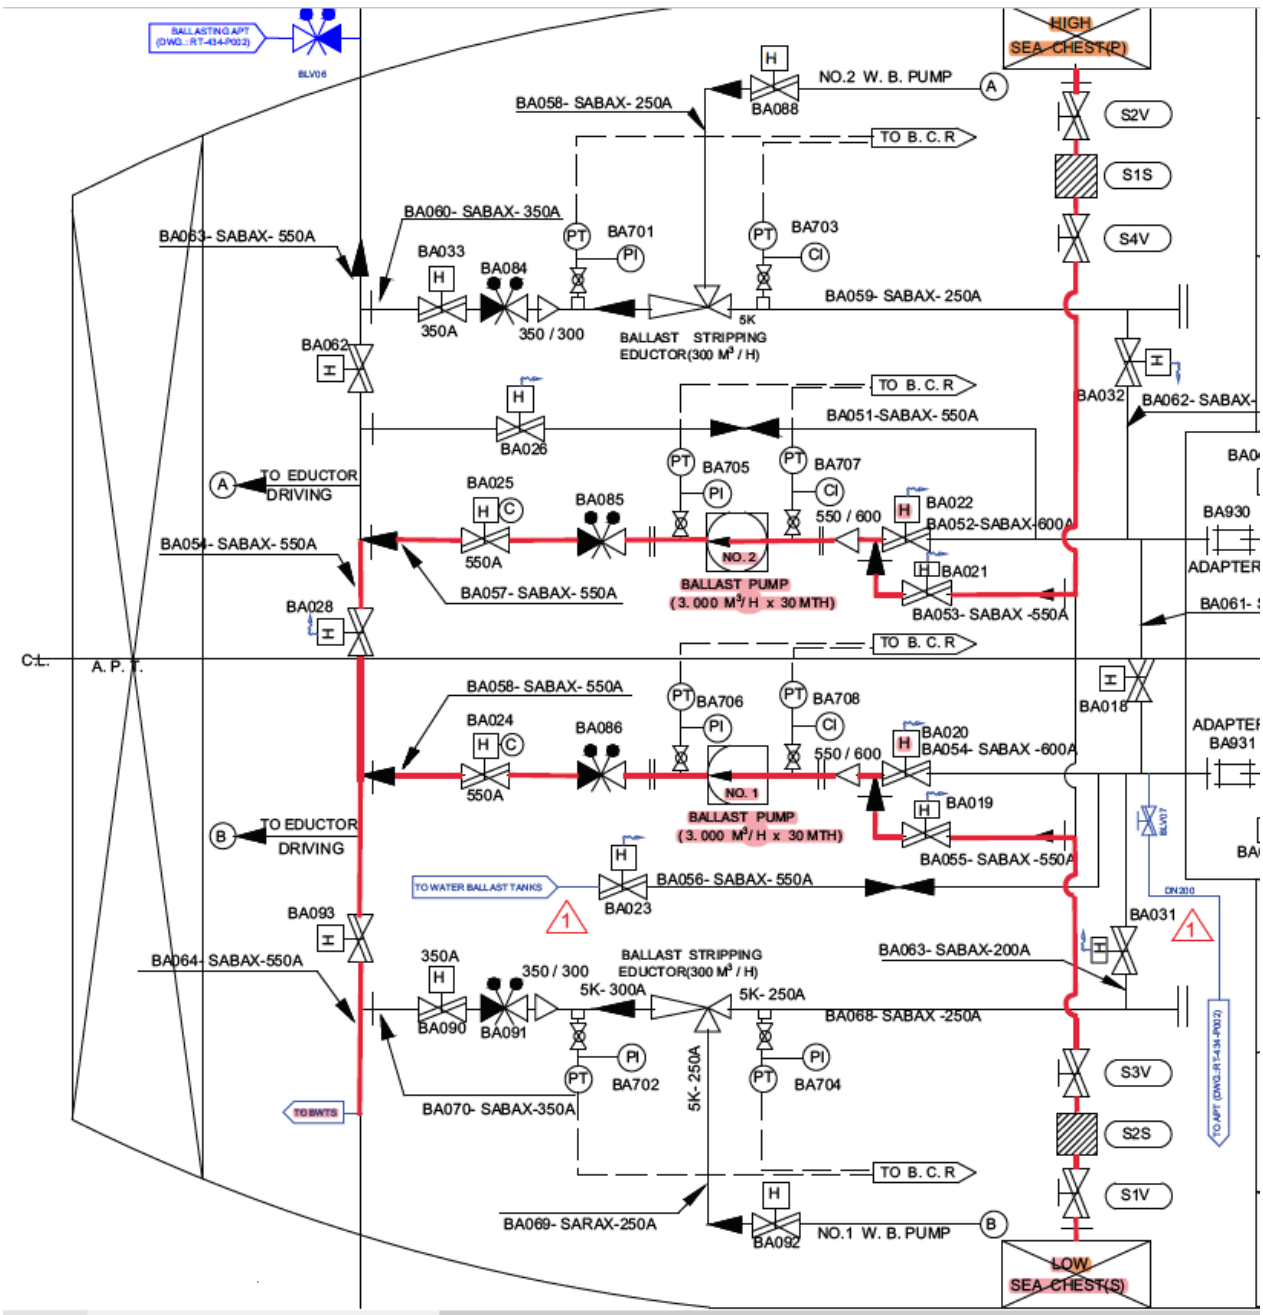 BALLASTING APT
(DWG.: RT-434-P002)
BLV06
HIGH
SEA CHEST(P)
H
NO.2 W. B. PUMP
A
BA088
BA058- SABAX- 250A
TO B. C. R
S2V
S1S
S4V
BA060- SABAX- 350A
BA063- SABAX- 550A
BA033
H
BA084
PT
BA701
PI
PT
BA703
CI
BA059- SABAX- 250A
350A
350 / 300
5K
BALLAST STRIPPING
EDUCTOR(300 M³ / H)
BA062
H
H
BA032
BA062- SABAX-
H
BA026
TO B. C. R
BA051-SABAX- 550A
A
TO EDUCTOR
DRIVING
BA025
H
C
BA085
PT
BA705
PI
PT
BA707
CI
H
BA022
BA04
550 / 600
BA052-SABAX-600A
BA930
BA054- SABAX- 550A
550A
NO. 2
H
BA021
ADAPTER
BA057- SABAX- 550A
BALLAST PUMP
( 3. 000 M³/ H x 30 MTH)
BA053- SABAX -550A
BA061- S
BA028
H
TO B. C. R
C.L.
A. P. T.
BA058- SABAX- 550A
PT
BA706
PI
PT
BA708
CI
H
BA018
BA024
H
C
BA086
H
BA020
ADAPTER
550 / 600
BA054- SABAX -600A
BA931
550A
NO. 1
H
BA019
BALLAST PUMP
( 3. 000 M³/ H x 30 MTH)
BLV07
B
TO EDUCTOR
DRIVING
BA055- SABAX -550A
BA0
H
TO WATER BALLAST TANKS
BA056- SABAX- 550A
DN200
BA023
1
BA093
H
BA031
1
H
BA063- SABAX-200A
BA064- SABAX-550A
350A
H
350 / 300
BALLAST STRIPPING
EDUCTOR(300 M³ / H)
5K- 300A
5K- 250A
BA090
BA091
BA068- SABAX -250A
PI
BA702
PT
PI
BA704
PT
5K- 250A
S3V
TO APT (DWG.:RT-434-P002)
TO BWTS
BA070- SABAX-350A
S2S
TO B. C. R
H
S1V
BA069- SARAX-250A
BA092
NO.1 W. B. PUMP
B
LOW
SEA CHEST(S)